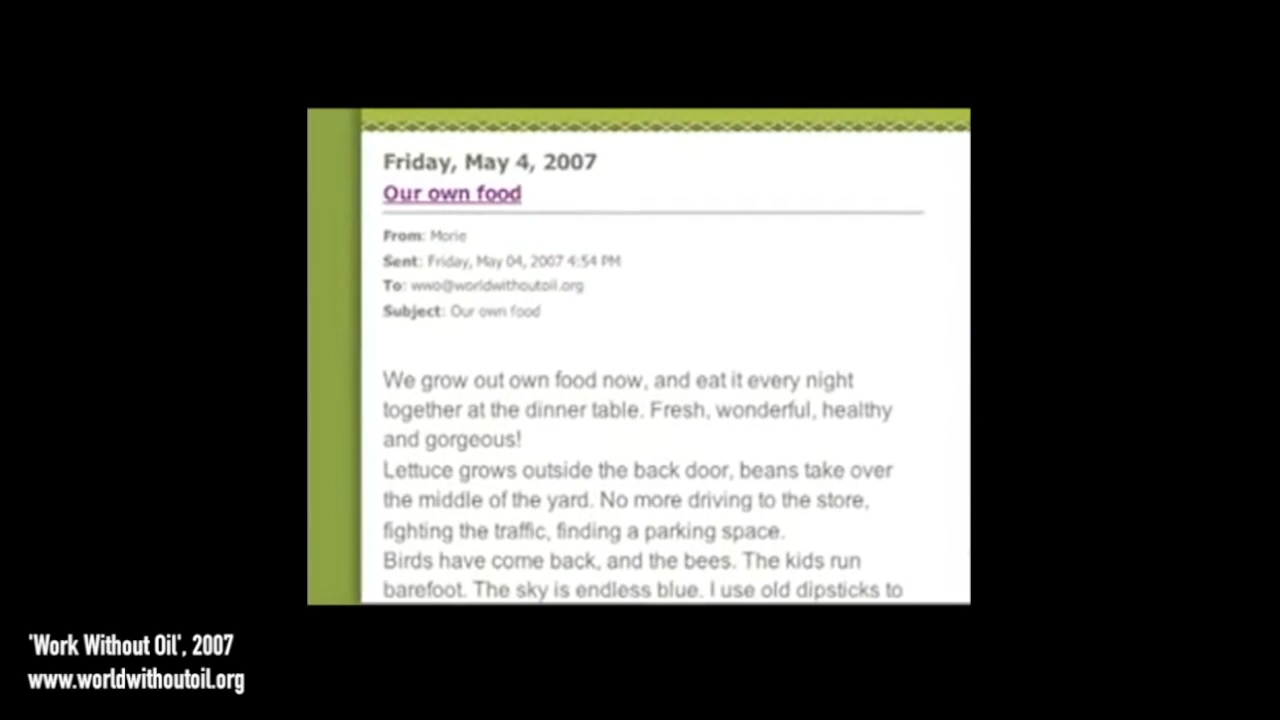 Friday, May 4, 2007
Our own food
From: Morie
Sent: Friday, May 04, 2007 4:54 PM
To: wwo@worldwithoutoil.org
Subject: Our own food
We grow out own food now, and eat it every night
together at the dinner table. Fresh, wonderful, healthy
and gorgeous!
Lettuce grows outside the back door, beans take over
the middle of the yard. No more driving to the store,
fighting the traffic, finding a parking space.
Birds have come back, and the bees. The kids run
barefoot. The sky is endless blue. I use old dipsticks to
'Work Without Oil', 2007
www.worldwithoutoil.org